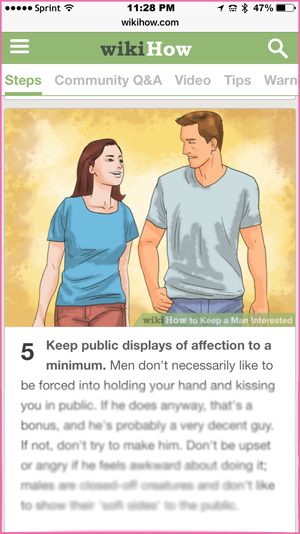 Sprint 11:28 PM 47%
wikihow.com
wikiHow
Steps Community Q&A Video Tips Warn
wikiHow to Keep a Man Interested
5 Keep public displays of affection to a
minimum. Men don't necessarily like to
be forced into holding your hand and kissing
you in public. If he does anyway, that's a
bonus, and he's probably a very decent guy.
If not, don't try to make him. Don't be upset
or angry if he feels awkward about doing it;
males are closed-off creatures and don't like
to show their 'soft sides' to the public.